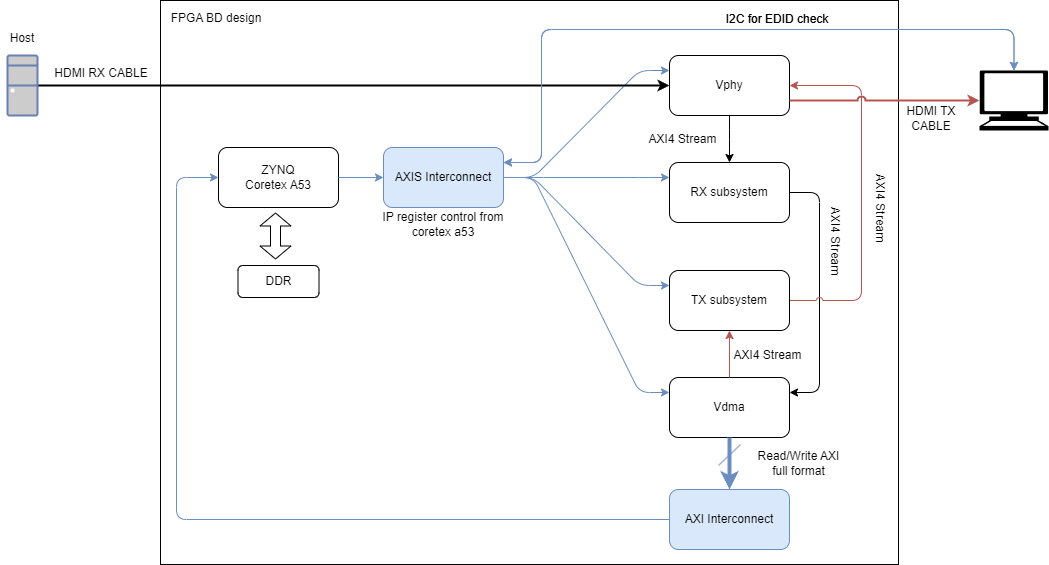 FPGA BD design
I2C for EDID check
Host
HDMI RX CABLE
Vphy
HDMI TX
CABLE
AXI4 Stream
ZYNQ
Coretex A53
AXIS Interconnect
RX subsystem
AXI4 Stream
AXI4 Stream
IP register control from
coretex a53
DDR
TX subsystem
AXI4 Stream
Vdma
Read/Write AXI
full format
AXI Interconnect